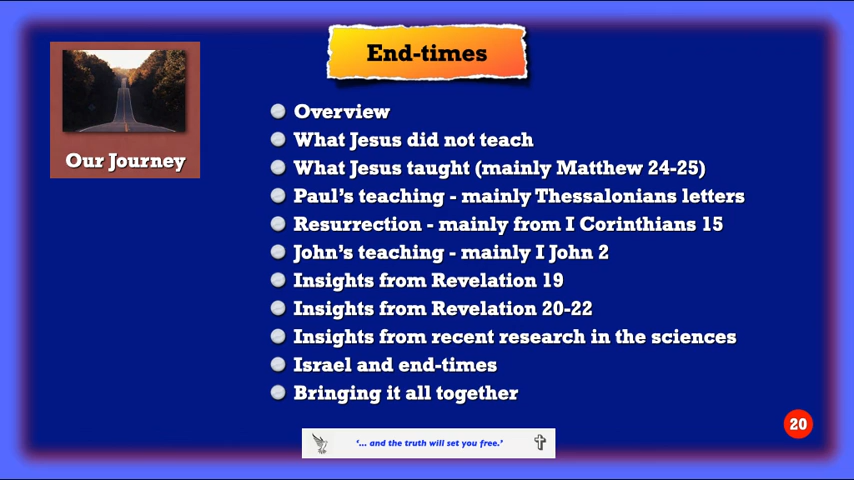 End-times
Our Journey
Overview
What Jesus did not teach
What Jesus taught (mainly Matthew 24-25)
Paul's teaching - mainly Thessalonians letters
Resurrection - mainly from I Corinthians 15
John's teaching - mainly I John 2
Insights from Revelation 19
Insights from Revelation 20-22
Insights from recent research in the sciences
Israel and end-times
Bringing it all together
20
'... and the truth will set you free.'